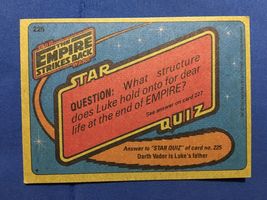 225
THE
EMPIRE
STRIKES BACK
STAR
QUESTION: What structure
does Luke hold onto for dear
life at the end of EMPIRE?
See answer on card 227
QUIZ
Answer to "STAR QUIZ" of card no. 225
Darth Vader is Luke's father